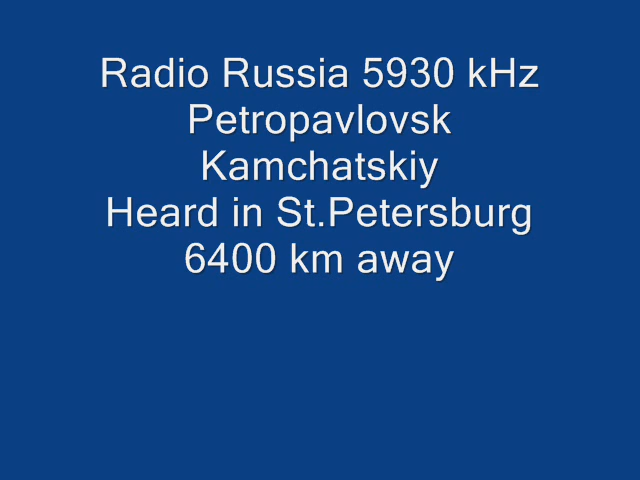 Radio Russia 5930 kHz
Petropavlovsk
Kamchatskiy
Heard in St.Petersburg
6400 km away